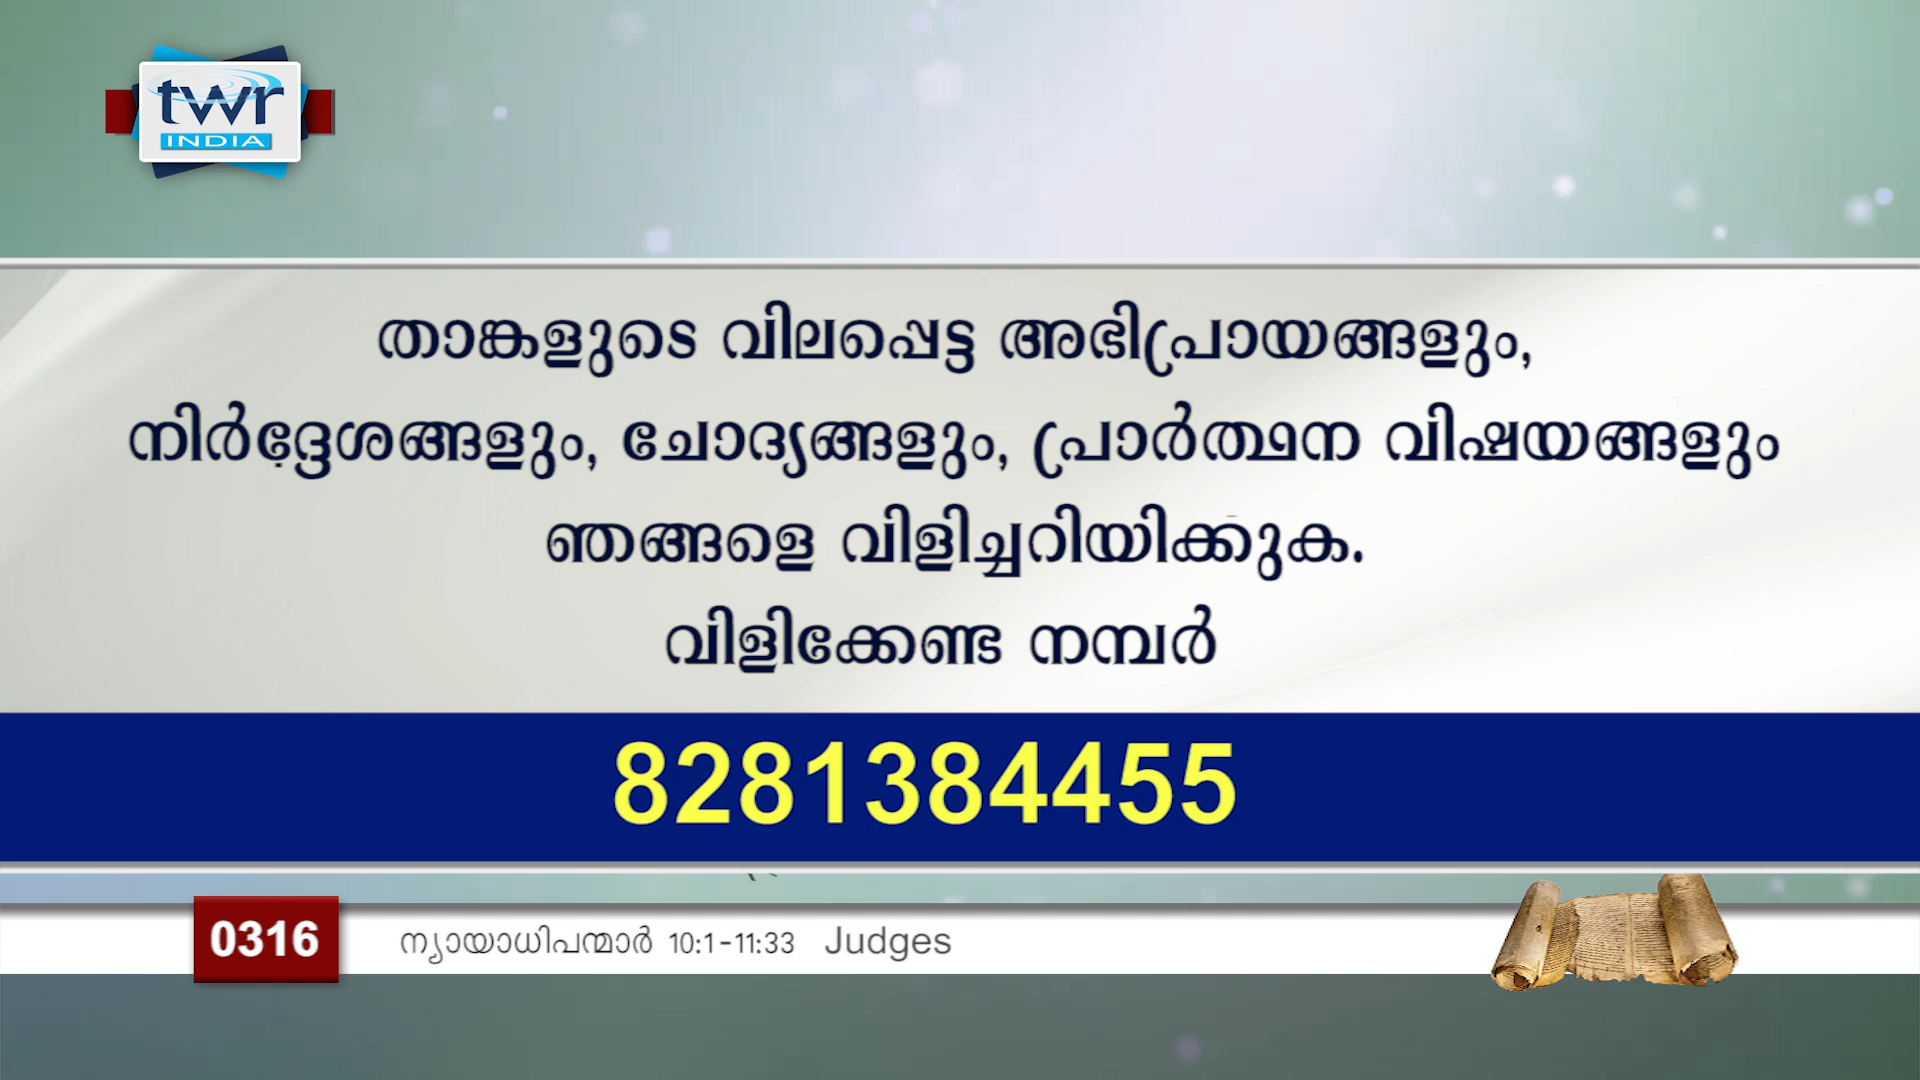 twr
INDIA
താങ്കളുടെ വിലപ്പെട്ട അഭിപ്രായങ്ങളും,
നിർദ്ദേശങ്ങളും, ചോദ്യങ്ങളും, പ്രാർത്ഥന വിഷയങ്ങളും
ഞങ്ങളെ വിളിച്ചറിയിക്കുക.
വിളിക്കേണ്ട നമ്പർ
8281384455
0316 ന്യായാധിപന്മാർ 10:1-11:33 Judges